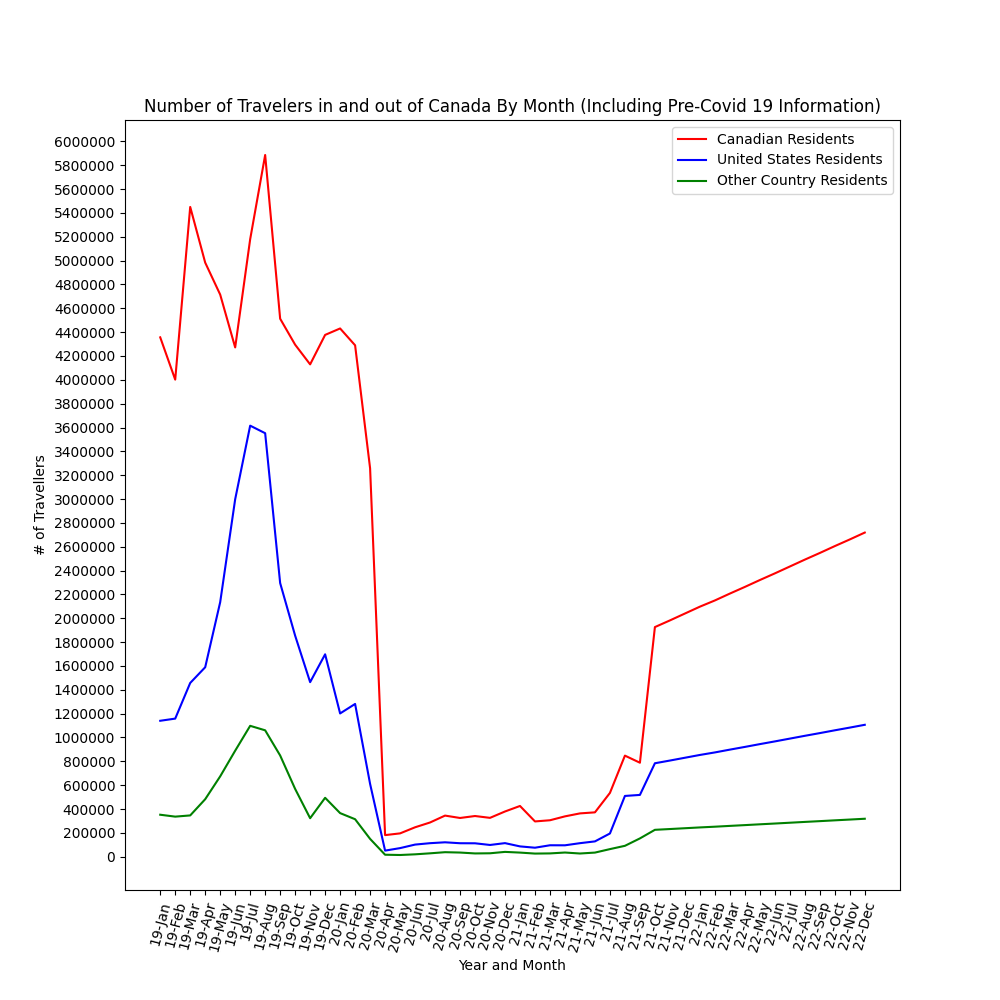 Number of Travelers in and out of Canada By Month (Including Pre-Covid 19 Information)
Canadian Residents
United States Residents
Other Country Residents
6000000
5800000
5600000
5400000
5200000
5000000
4800000
4600000
4400000
4200000
4000000
3800000
3600000
3400000
3200000
3000000
2800000
2600000
2400000
2200000
2000000
1800000
1600000
1400000
1200000
1000000
800000
600000
400000
200000
0
# of Travellers
19-Jan
19-Feb
19-Mar
19-Apr
19-May
19-Jun
19-Jul
19-Aug
19-Sep
19-Oct
19-Nov
19-Dec
20-Jan
20-Feb
20-Mar
20-Apr
20-May
20-Jun
20-Jul
20-Aug
20-Sep
20-Oct
20-Nov
20-Dec
21-Jan
21-Feb
21-Mar
21-Apr
21-May
21-Jun
21-Jul
21-Aug
21-Sep
21-Oct
21-Nov
21-Dec
22-Jan
22-Feb
22-Mar
22-Apr
22-May
22-Jun
22-Jul
22-Aug
22-Sep
22-Oct
22-Nov
22-Dec
Year and Month